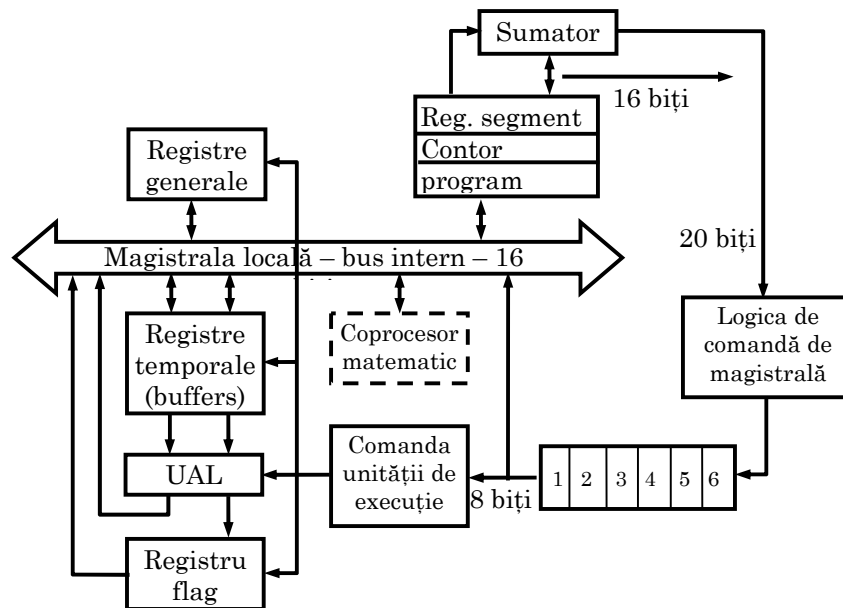 Sumator
16 biți
Reg. segment
Contor
program
Registre
generale
20 biți
Magistrala locală – bus intern – 16
Registre
temporale
(buffers)
Coprocesor
matematic
Logica de
comandă de
magistrală
UAL
Comanda
unității de
execuție
8 biți
1 2 3 4 5 6
Registru
flag